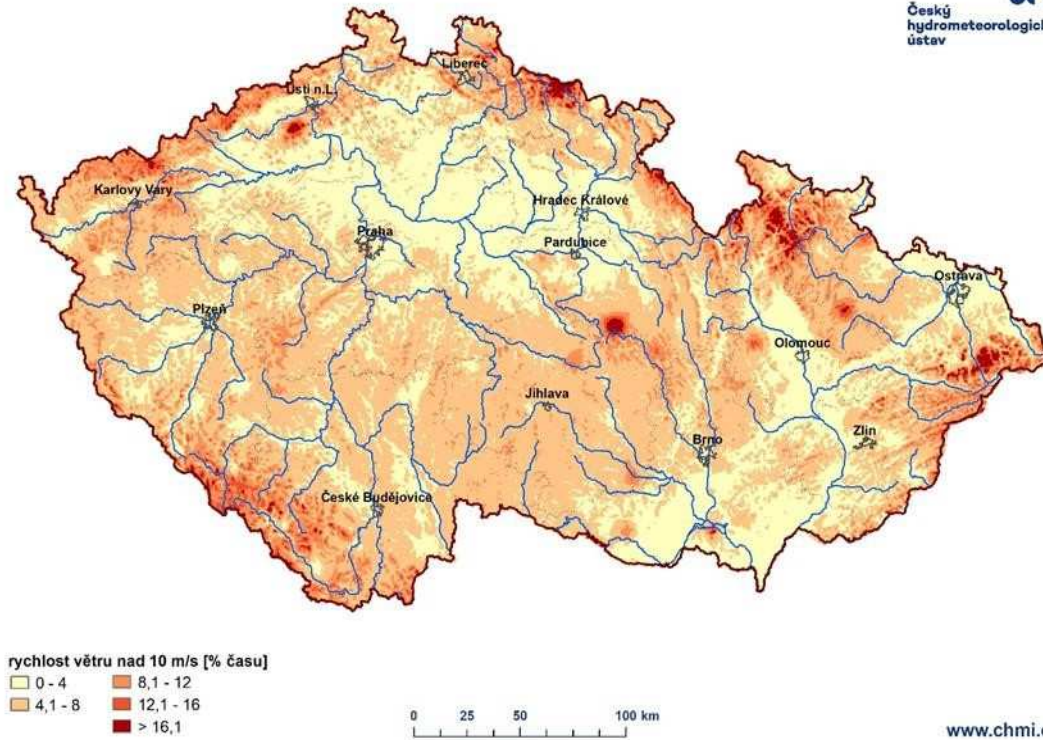 Český
hydrometeorologick
ústav
Liberec
Ústí n.L.
Karlovy Vary
Hradec Králové
Praha
Pardubice
Ostrava
Plzeň
Olomouc
Jihlava
Zlín
Brno
České Budějovice
rychlost větru nad 10 m/s [% času]
0 - 4 8,1 - 12
4,1 - 8 12,1 - 16
> 16,1
0 25 50 100 km
www.chmi.c